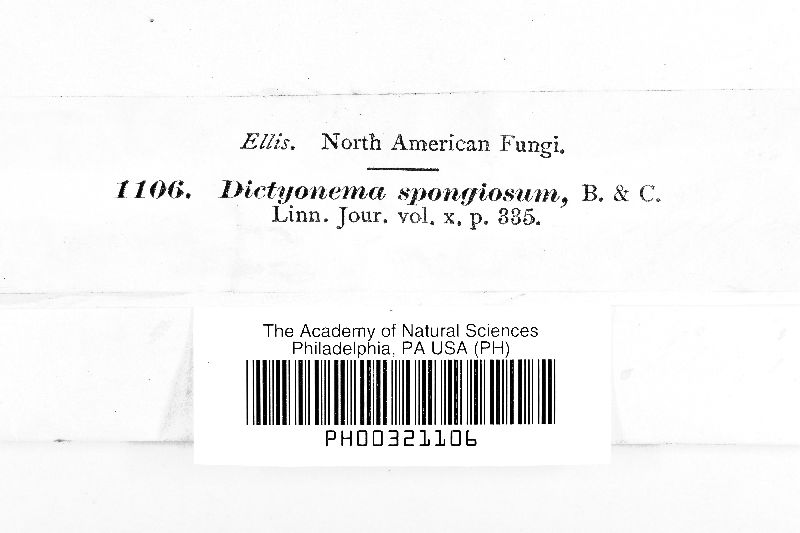 Ellis. North American Fungi.
1106. Dictyonema spongiosum, B. & C.
Linn. Jour. vol. x, p. 335.
The Academy of Natural Sciences
Philadelphia, PA USA (PH)
PH00321106